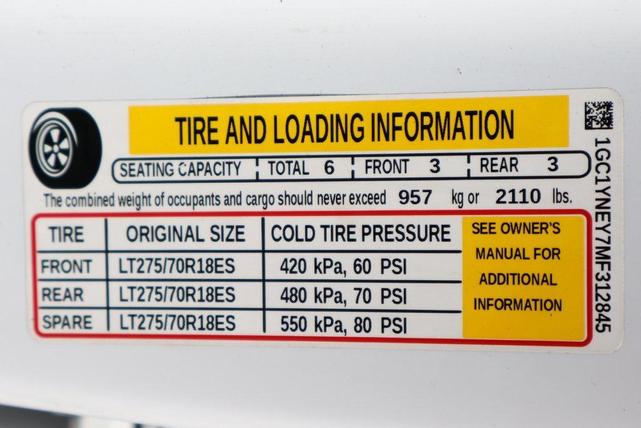 TIRE AND LOADING INFORMATION
SEATING CAPACITY TOTAL 6 FRONT 3 REAR 3
The combined weight of occupants and cargo should never exceed 957 kg or 2110 lbs.
TIRE ORIGINAL SIZE COLD TIRE PRESSURE
FRONT LT275/70R18ES 420 kPa, 60 PSI
REAR LT275/70R18ES 480 kPa, 70 PSI
SPARE LT275/70R18ES 550 kPa, 80 PSI
SEE OWNER'S
MANUAL FOR
ADDITIONAL
INFORMATION
1GC1YNEY7MF312845